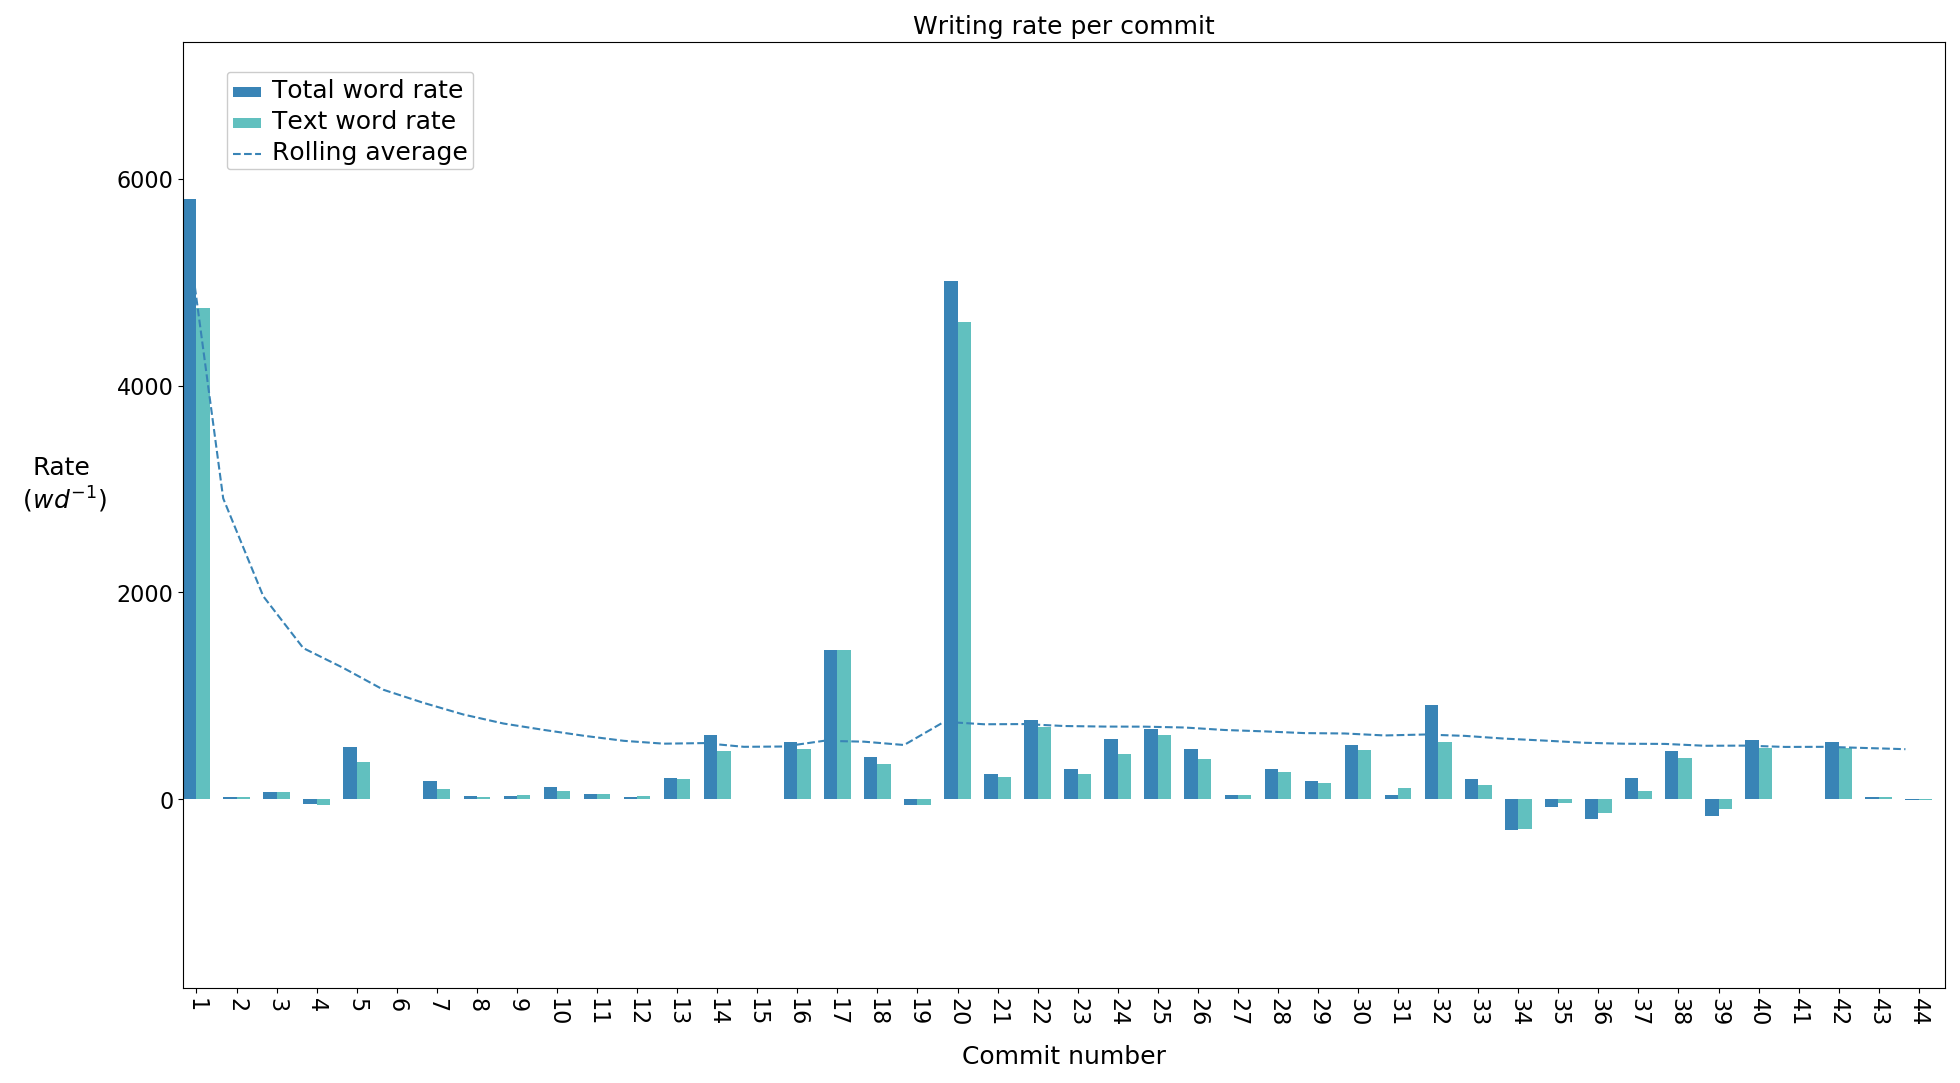 Writing rate per commit
Total word rate
Text word rate
Rolling average
6000
4000
2000
0
Rate
(wd⁻¹)
1 2 3 4 5 6 7 8 9 10 11 12 13 14 15 16 17 18 19 20 21 22 23 24 25 26 27 28 29 30 31 32 33 34 35 36 37 38 39 40 41 42 43 44
Commit number